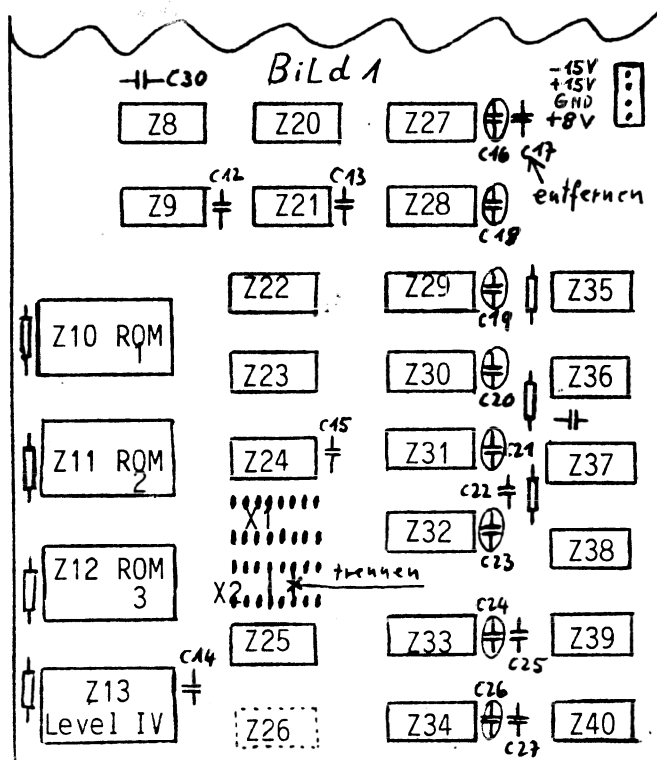 BiLd 1
C30
-15V
+15V
GND
+8V
Z8 Z20 Z27
C16 C17
entfernen
C12 C13
Z9 Z21 Z28
C18
Z22 Z29 Z35
C19
Z10 ROM 1
Z23 Z30 Z36
C20
C15
Z11 ROM 2
Z24 Z31 C21 Z37
X1
C22
Z32 Z38
C23
Z12 ROM 3
X2 trennen
C24
Z25 Z33 Z39
C25
C14
C26
Z13
Level IV
Z26 Z34 Z40
C27